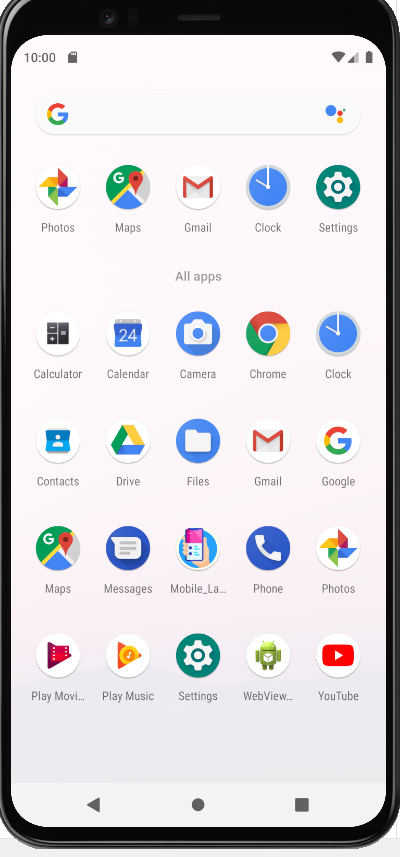 10:00
Photos Maps Gmail Clock Settings
All apps
Calculator Calendar Camera Chrome Clock
24
Contacts Drive Files Gmail Google
Maps Messages Mobile_La... Phone Photos
Play Movi... Play Music Settings WebView... YouTube